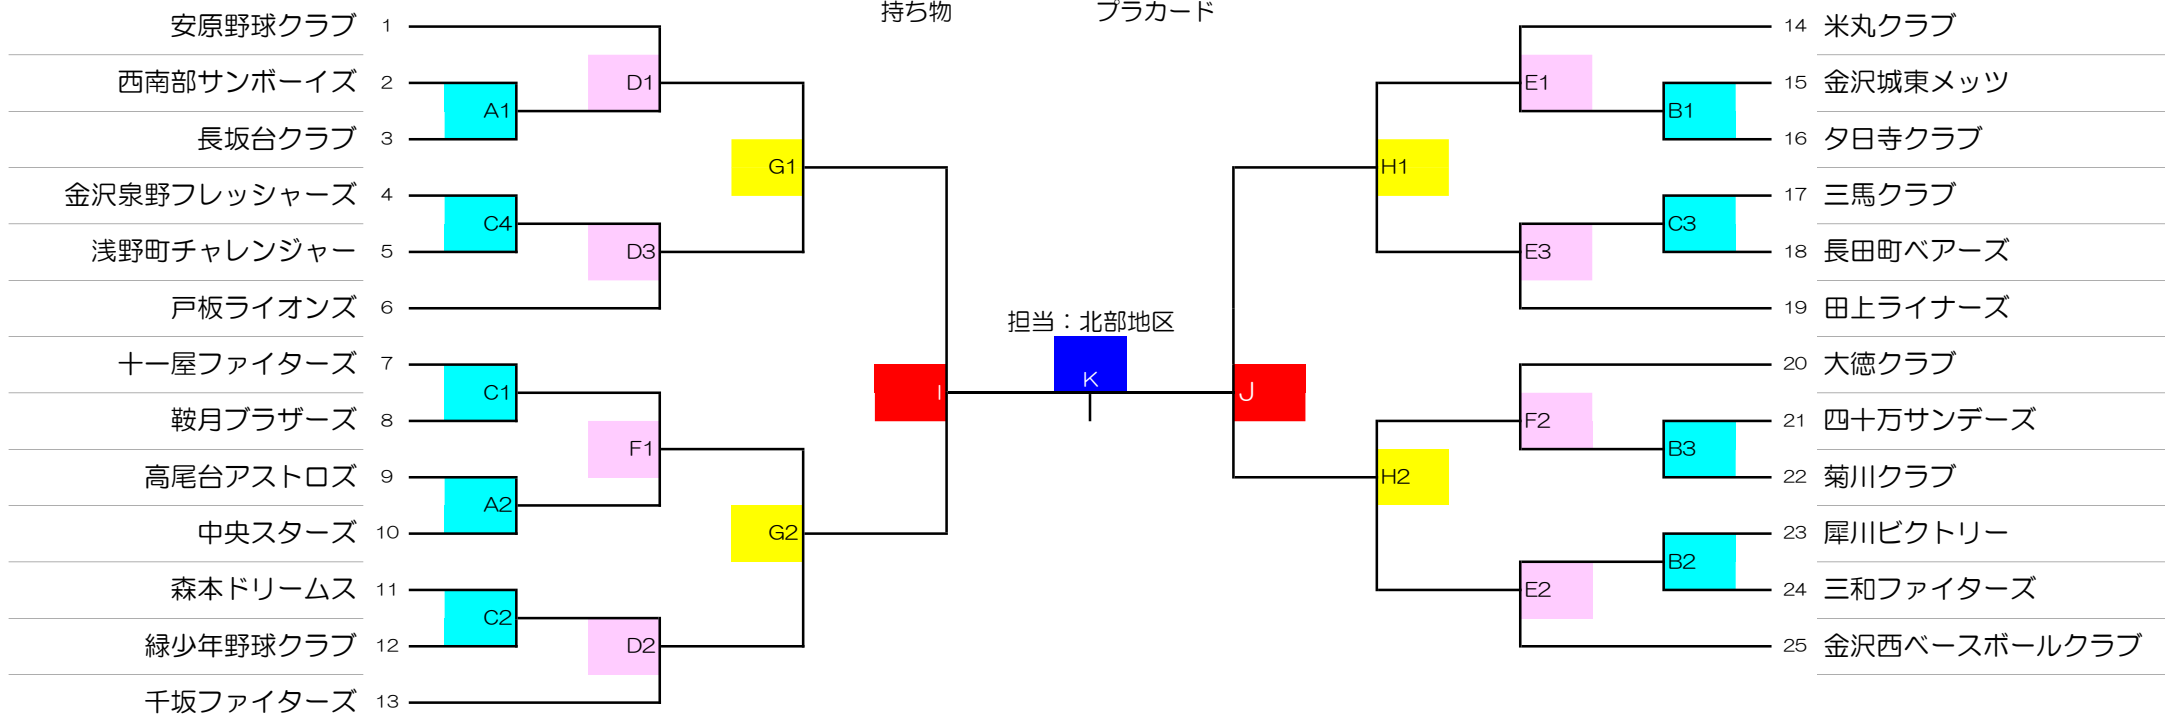 持ち物 プラカード
安原野球クラブ 1
西南部サンボーイズ 2
長坂台クラブ 3
金沢泉野フレッシャーズ 4
浅野町チャレンジャー 5
戸板ライオンズ 6
十一屋ファイターズ 7
鞍月ブラザーズ 8
高尾台アストロズ 9
中央スターズ 10
森本ドリームス 11
緑少年野球クラブ 12
千坂ファイターズ 13
A1
C4
C1
A2
C2
D1
D3
F1
D2
G1
G2
I
担当：北部地区
K
J
H1
H2
E1
E3
F2
E2
B1
C3
B3
B2
14 米丸クラブ
15 金沢城東メッツ
16 夕日寺クラブ
17 三馬クラブ
18 長田町ベアーズ
19 田上ライナーズ
20 大徳クラブ
21 四十万サンデーズ
22 菊川クラブ
23 犀川ビクトリー
24 三和ファイターズ
25 金沢西ベースボールクラブ